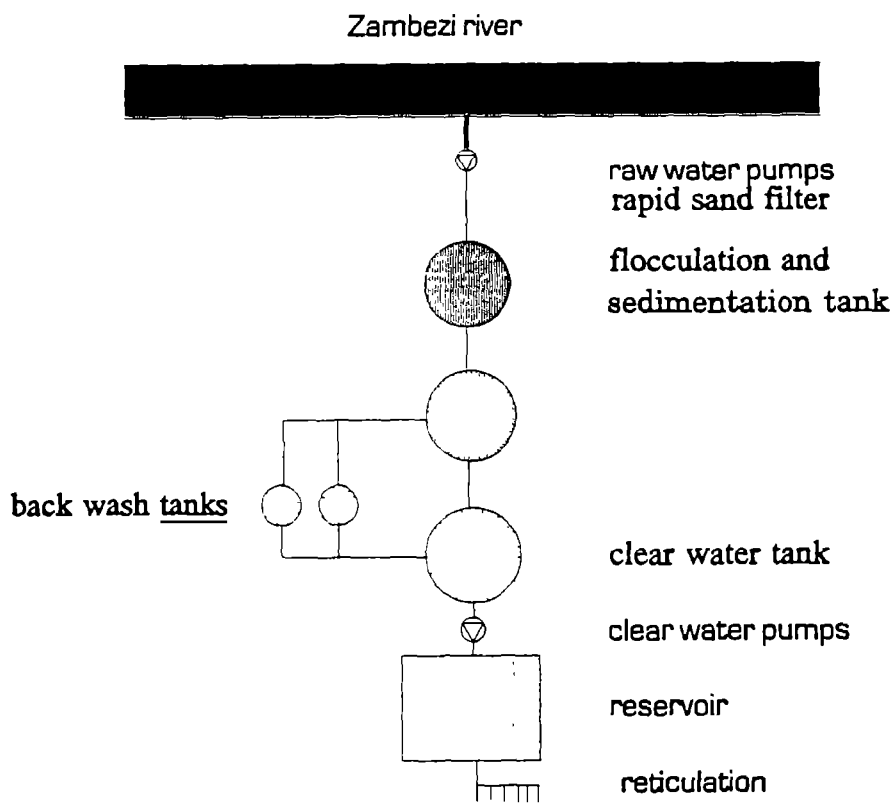 Zambezi river
raw water pumps
rapid sand filter
flocculation and
sedimentation tank
back wash tanks
clear water tank
clear water pumps
reservoir
reticulation